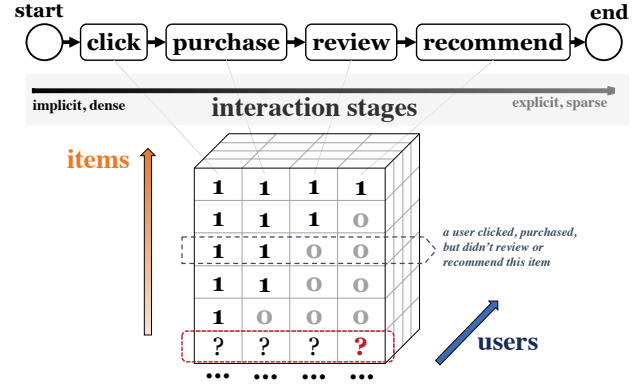 start
end
click
purchase
review
recommend
implicit, dense
interaction stages
explicit, sparse
items
1 1 1 1
1 1 1 0
1 1 0 0
1 1 0 0
1 0 0 0
? ? ? ?
... ... ... ...
a user clicked, purchased,
but didn't review or
recommend this item
users